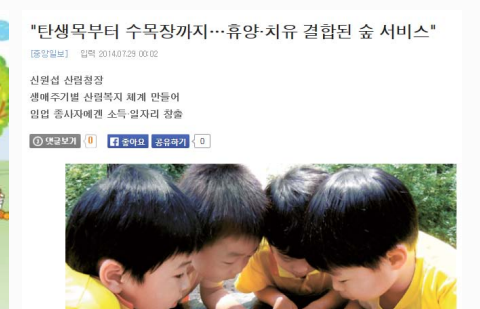 "탄생목부터 수목장까지…휴양·치유 결합된 숲 서비스"
[중앙일보] 입력 2014.07.29 00:02
신원섭 산림청장
생애주기별 산림복지 체계 만들어
임업 종사자에겐 소득·일자리 창출
댓글보기 0 좋아요 공유하기 0